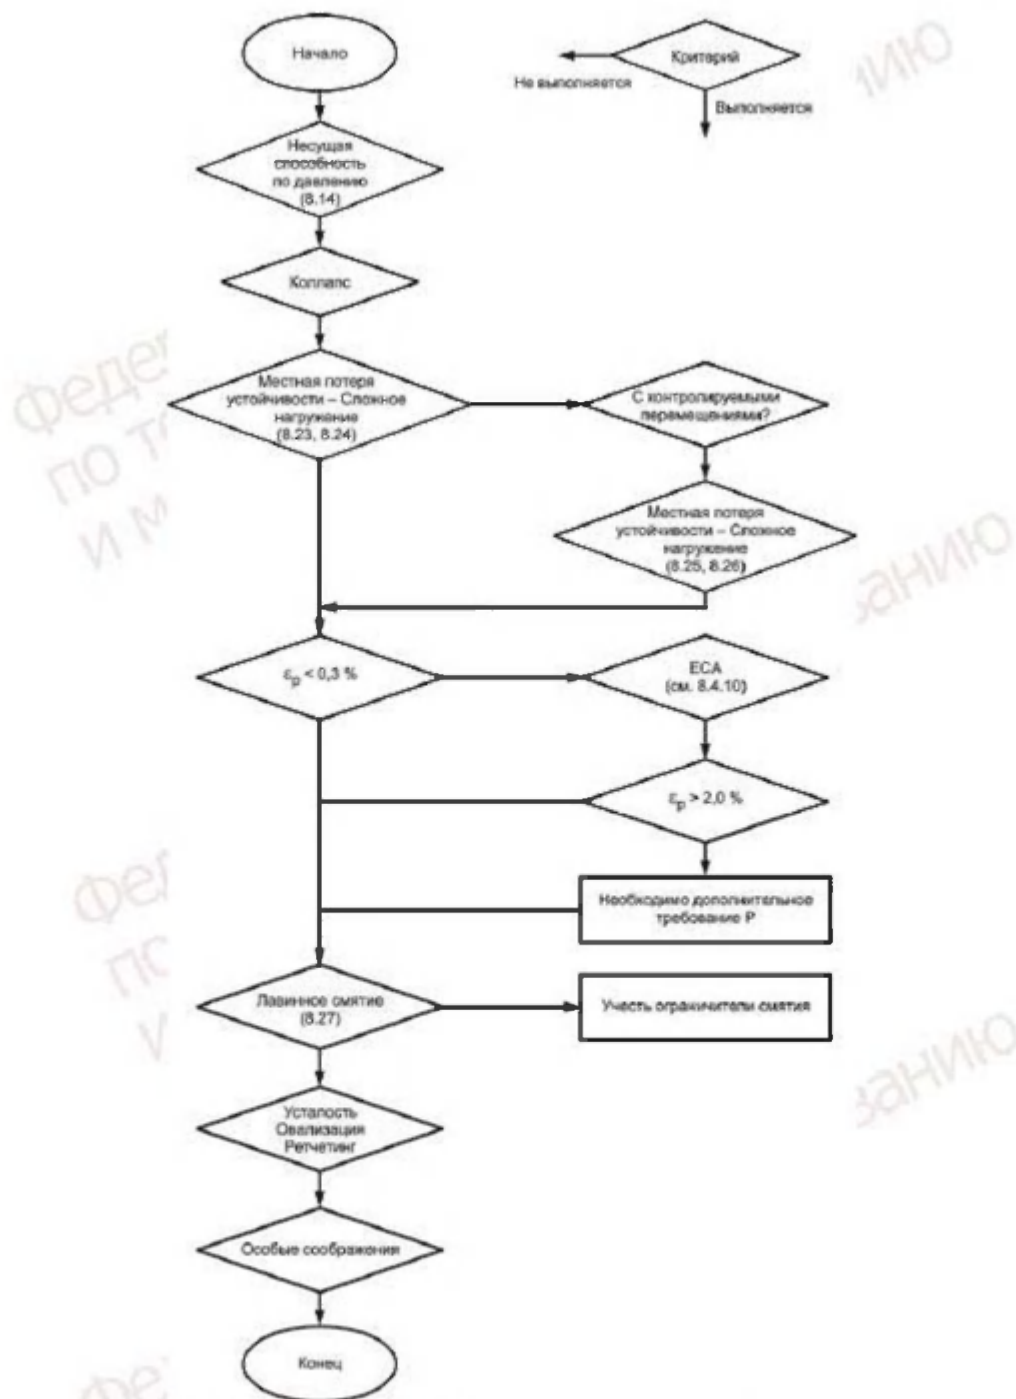 Начало
Критерий
Не выполняется
Выполняется
Несущая
способность
по давлению
(8.14)
Коллапс
Местная потеря
устойчивости – Сложное
нагружение
(8.23, 8.24)
С контролируемыми
перемещениями?
Местная потеря
устойчивости – Сложное
нагружение
(8.25, 8.26)
εp < 0,3 %
ECA
(см. 8.4.10)
εp > 2,0 %
Необходимо дополнительное
требование P
Лавинное смятие
(8.27)
Учесть ограничители смятия
Усталость
Овализация
Ретчетинг
Особые соображения
Конец